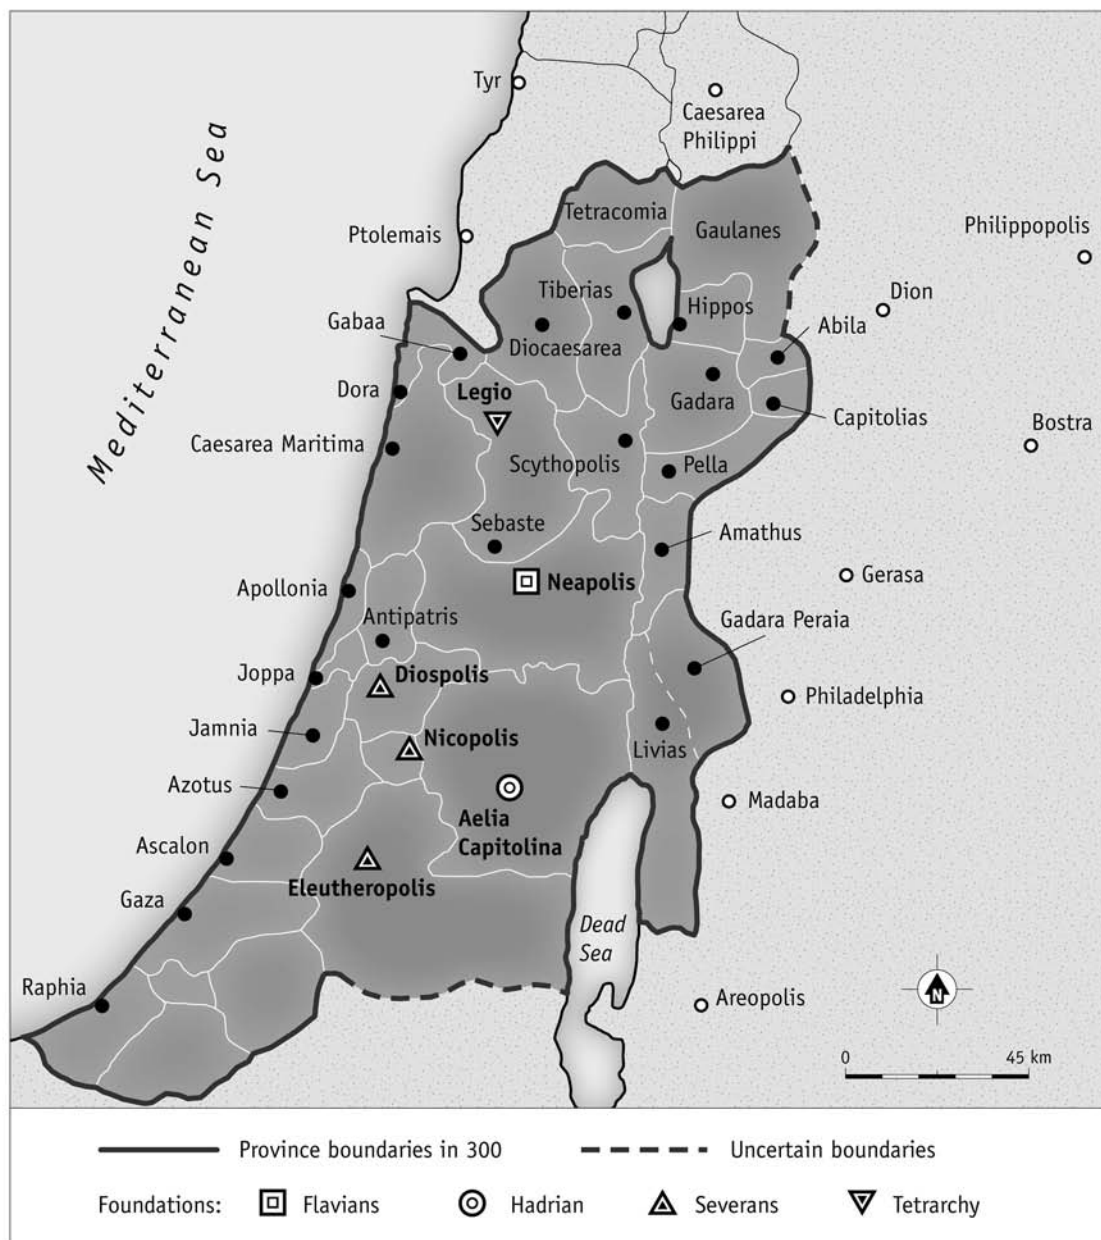 Tyr
Caesarea
Philippi
Mediterranean Sea
Tetracomia
Gaulanes
Philippopolis
Ptolemais
Tiberias
Dion
Hippos
Gabaa
Abila
Diocaesarea
Dora
Legio
Gadara
Capitolias
Bostra
Caesarea Maritima
Scythopolis
Pella
Sebaste
Amathus
Neapolis
Gerasa
Apollonia
Antipatris
Gadara Peraia
Joppa
Diospolis
Philadelphia
Jamnia
Nicopolis
Livias
Azotus
Madaba
Aelia
Capitolina
Ascalon
Eleutheropolis
Gaza
Dead
Sea
Raphia
Areopolis
N
0 45 km
Province boundaries in 300 Uncertain boundaries
Foundations: Flavians Hadrian Severans Tetrarchy